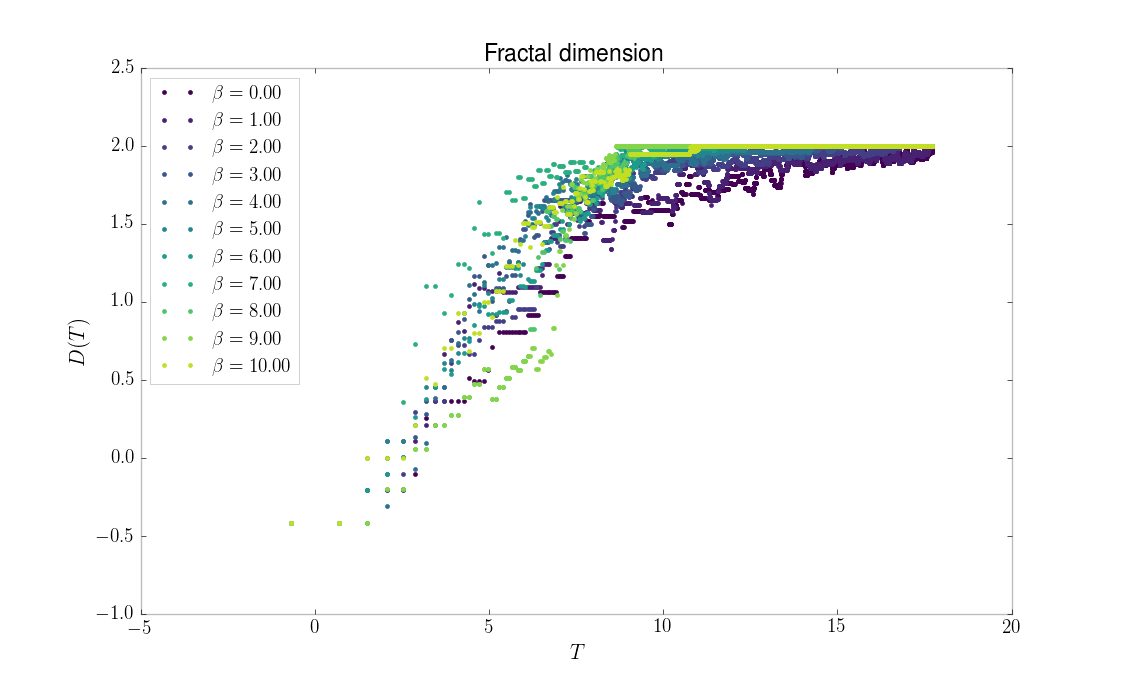 Fractal dimension
2.5
2.0
1.5
1.0
0.5
0.0
−0.5
−1.0
D(T)
β = 0.00
β = 1.00
β = 2.00
β = 3.00
β = 4.00
β = 5.00
β = 6.00
β = 7.00
β = 8.00
β = 9.00
β = 10.00
−5 0 5 10 15 20
T